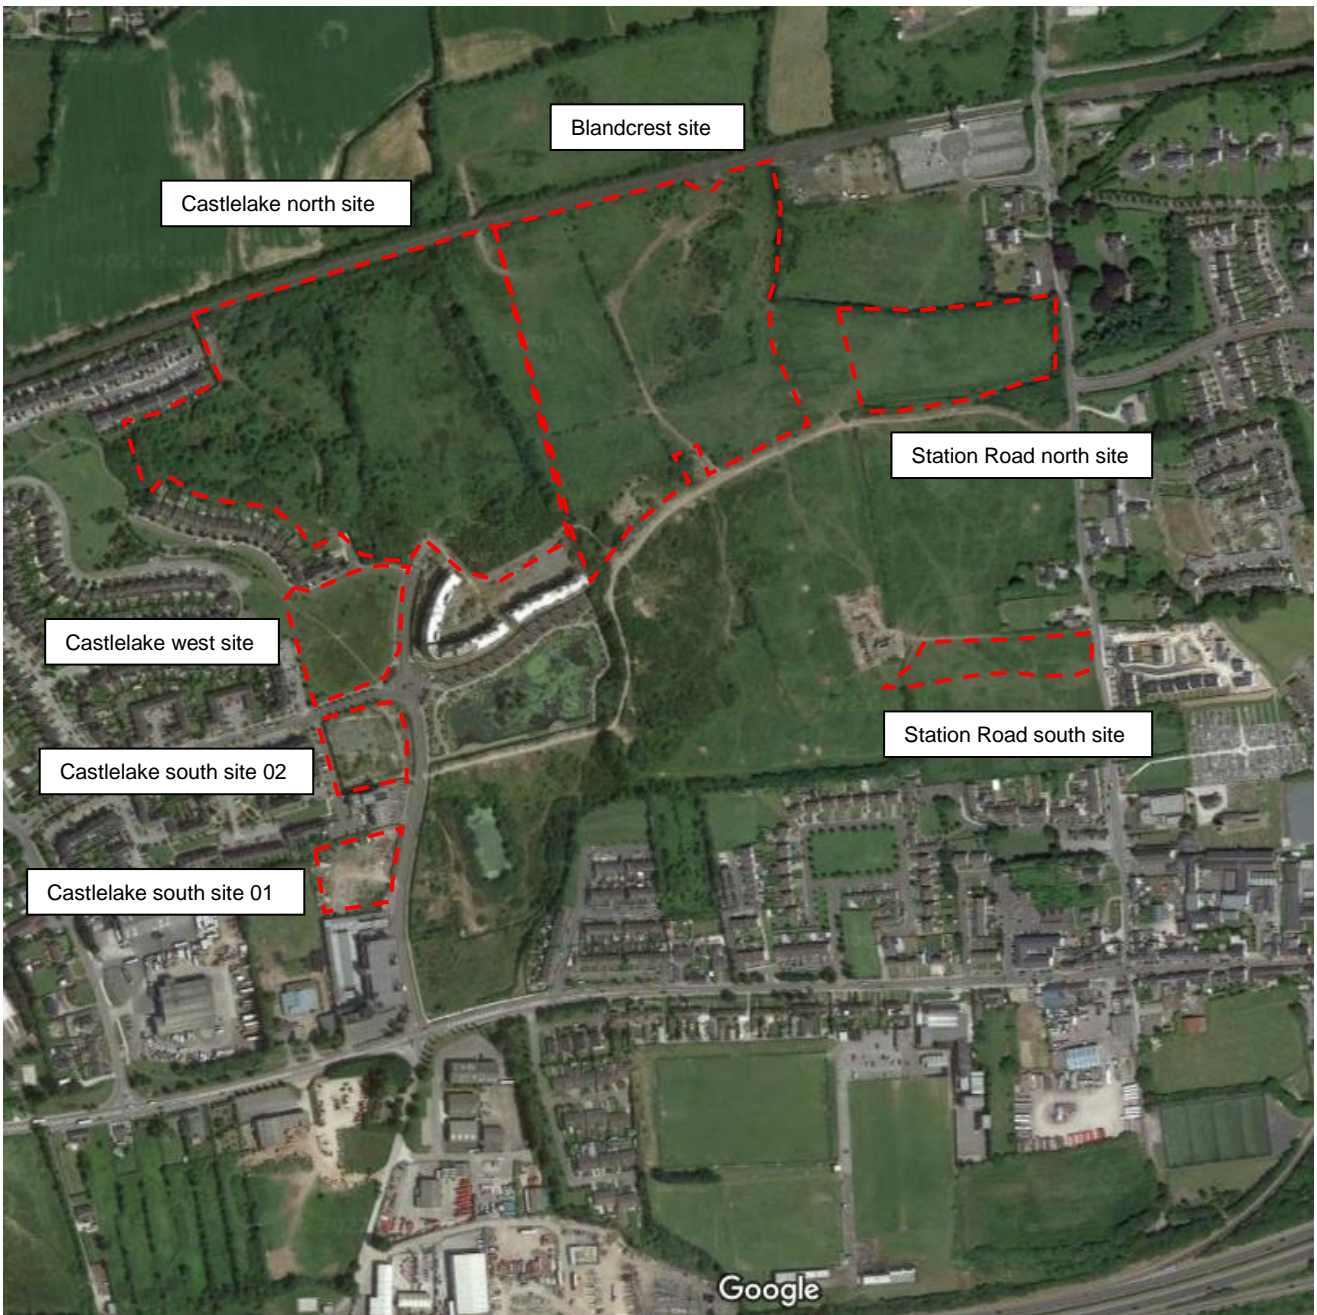 Blandcrest site
Castlelake north site
Station Road north site
Castlelake west site
Station Road south site
Castlelake south site 02
Castlelake south site 01
Google